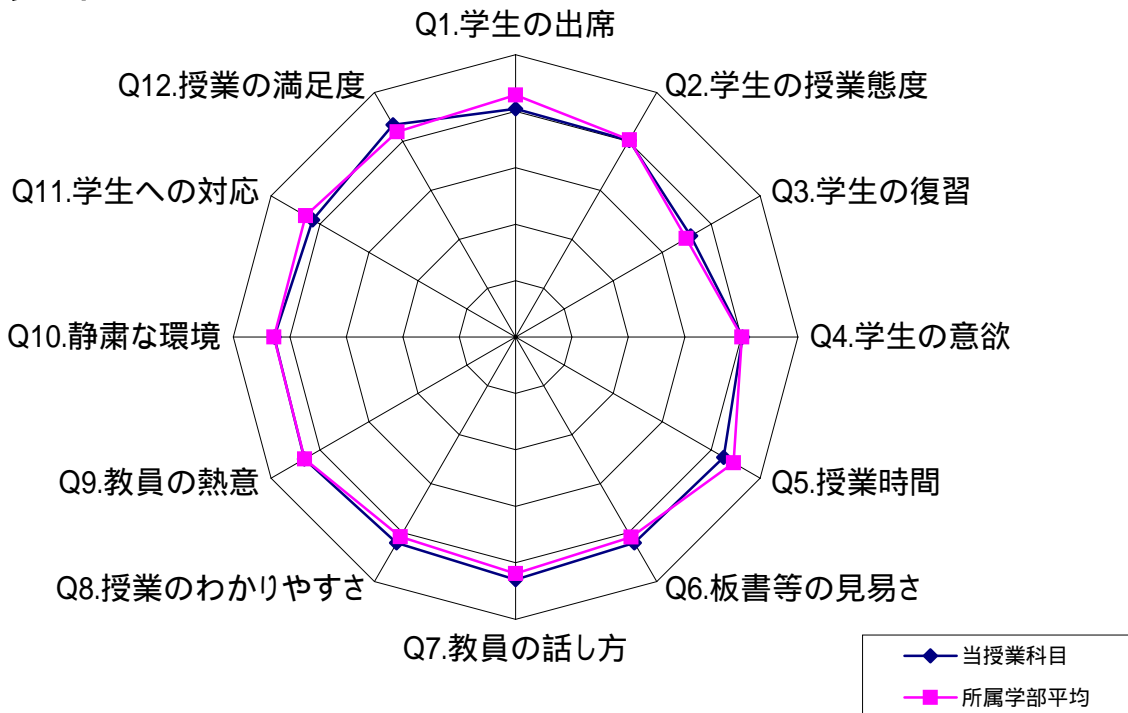 Q1.学生の出席
Q2.学生の授業態度
Q3.学生の復習
Q4.学生の意欲
Q5.授業時間
Q6.板書等の見易さ
Q7.教員の話し方
Q8.授業のわかりやすさ
Q9.教員の熱意
Q10.静粛な環境
Q11.学生への対応
Q12.授業の満足度
当授業科目
所属学部平均